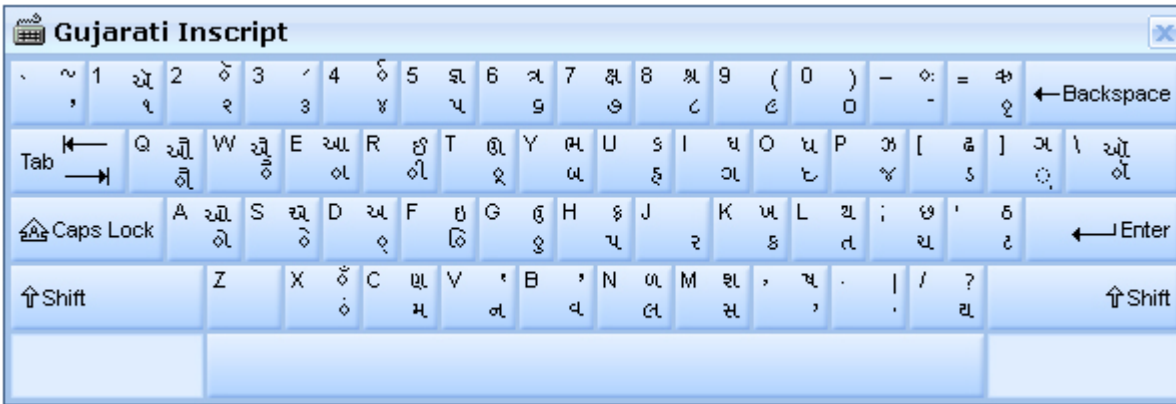 Gujarati Inscript
` ~ 1 ઍ 2 ૅ 3 4 5 જ્ઞ 6 ત્ર 7 ક્ષ 8 શ્ર 9 ( 0 ) – ઃ = ઋ ←Backspace
, ૧ ૨ ૩ ૪ ૫ ૬ ૭ ૮ ૯ ૦ - ૃ
Tab Q ઔ W ઐ E આ R ઈ T ઊ Y ભ U ઙ I ઘ O ધ P ઝ [ ઢ ] ઞ \ ઑ
ૌ ૈ ા ી ૂ બ હ ગ દ જ ડ ઼ ૉ
Caps Lock A ઓ S એ D અ F ઇ G ઉ H ફ J K ખ L થ ; છ ' ઠ Enter
ો ે ્ િ ુ પ ર ક ત ચ ટ
Shift Z X ઁ C ણ V B N ળ M શ , ષ . | / ? Shift
ં મ ન વ લ સ , . ય